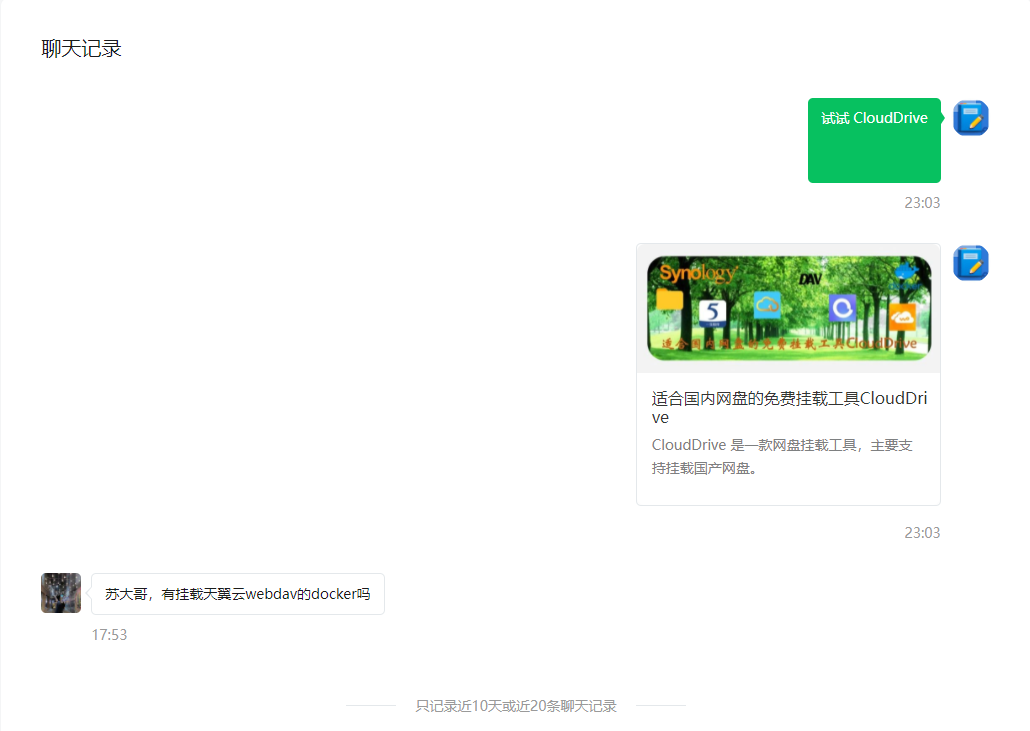 聊天记录
试试 CloudDrive
23:03
Synology
DAV
5
适合国内网盘的免费挂载工具CloudDrive
适合国内网盘的免费挂载工具CloudDri
ve
CloudDrive 是一款网盘挂载工具，主要支
持挂载国产网盘。
23:03
苏大哥，有挂载天翼云webdav的docker吗
17:53
只记录近10天或近20条聊天记录